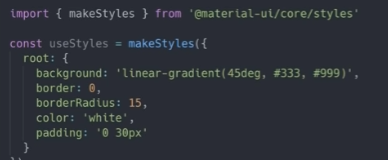 import { makeStyles } from '@material-ui/core/styles'
const useStyles = makeStyles({
root: {
background: 'linear-gradient(45deg, #333, #999)',
border: 0,
borderRadius: 15,
color: 'white',
padding: '0 30px'
}
})